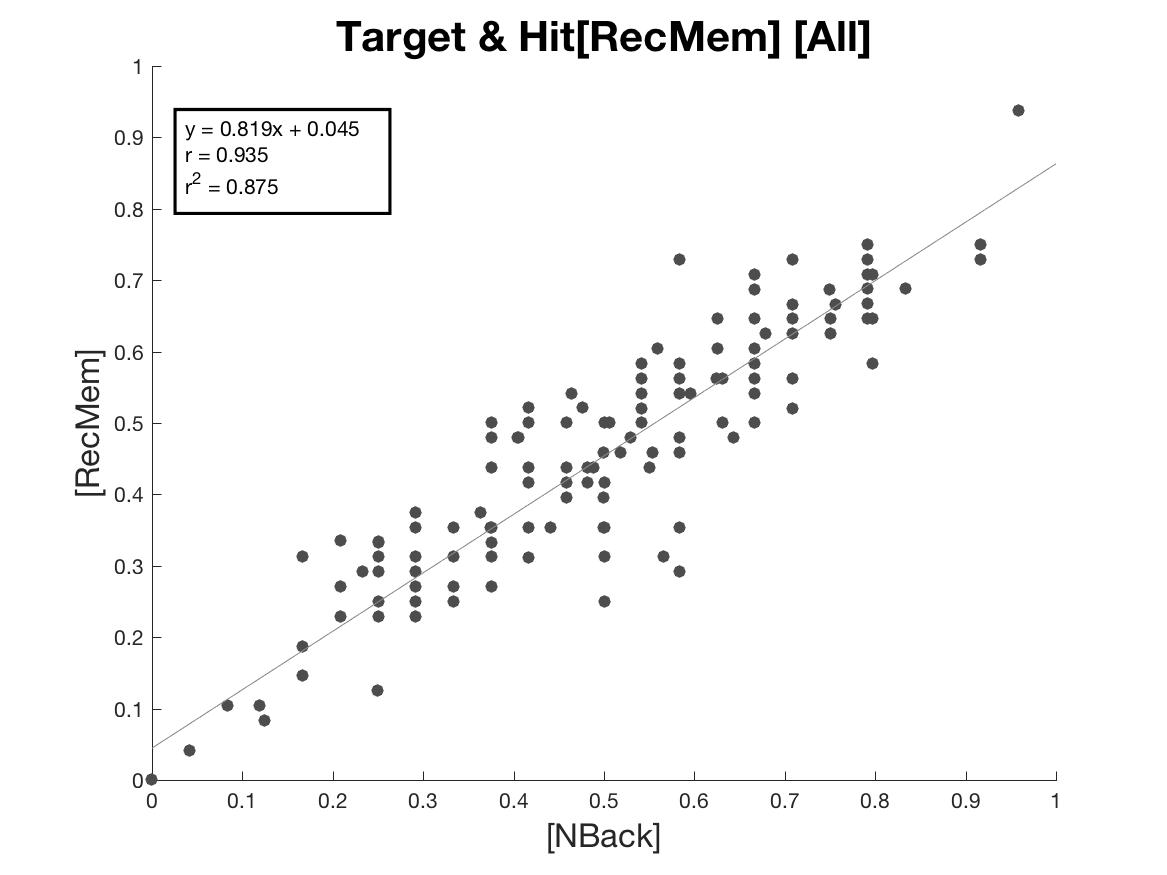 Target & Hit[RecMem] [All]
y = 0.819x + 0.045
r = 0.935
r² = 0.875
[RecMem]
1
0.9
0.8
0.7
0.6
0.5
0.4
0.3
0.2
0.1
0
0 0.1 0.2 0.3 0.4 0.5 0.6 0.7 0.8 0.9 1
[NBack]